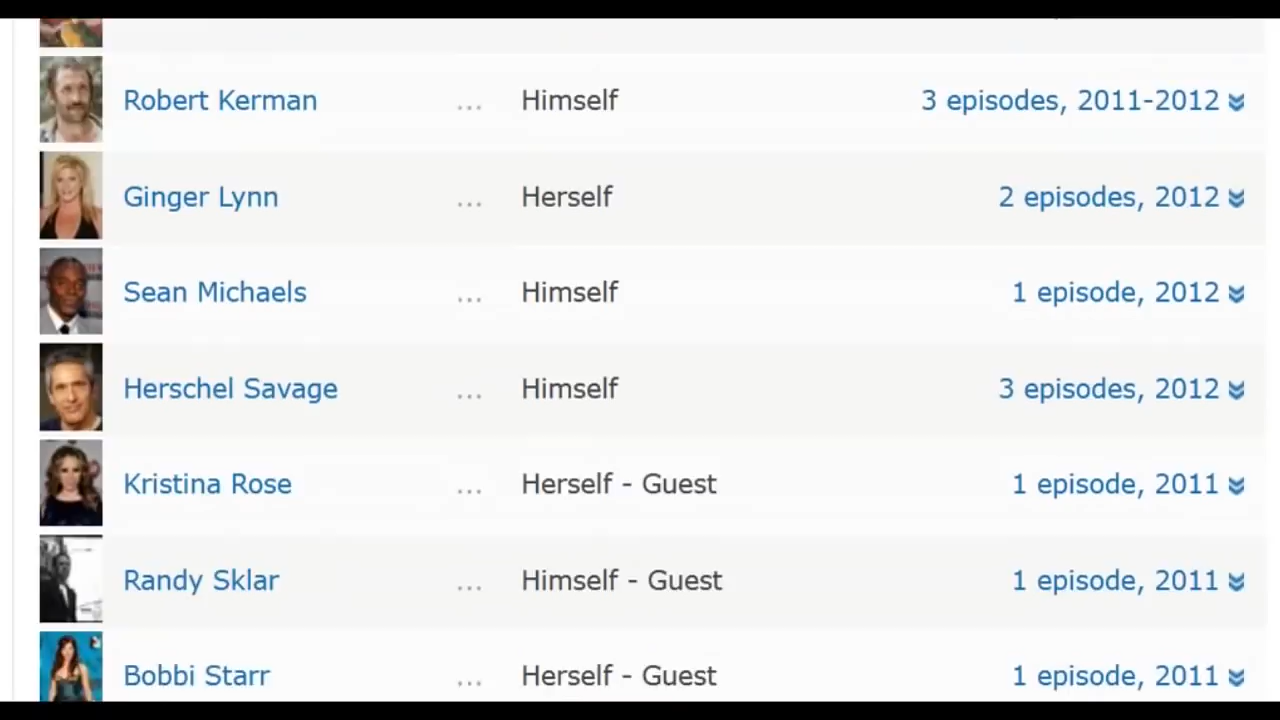 Robert Kerman ... Himself 3 episodes, 2011-2012
Ginger Lynn ... Herself 2 episodes, 2012
Sean Michaels ... Himself 1 episode, 2012
Herschel Savage ... Himself 3 episodes, 2012
Kristina Rose ... Herself - Guest 1 episode, 2011
Randy Sklar ... Himself - Guest 1 episode, 2011
Bobbi Starr ... Herself - Guest 1 episode, 2011